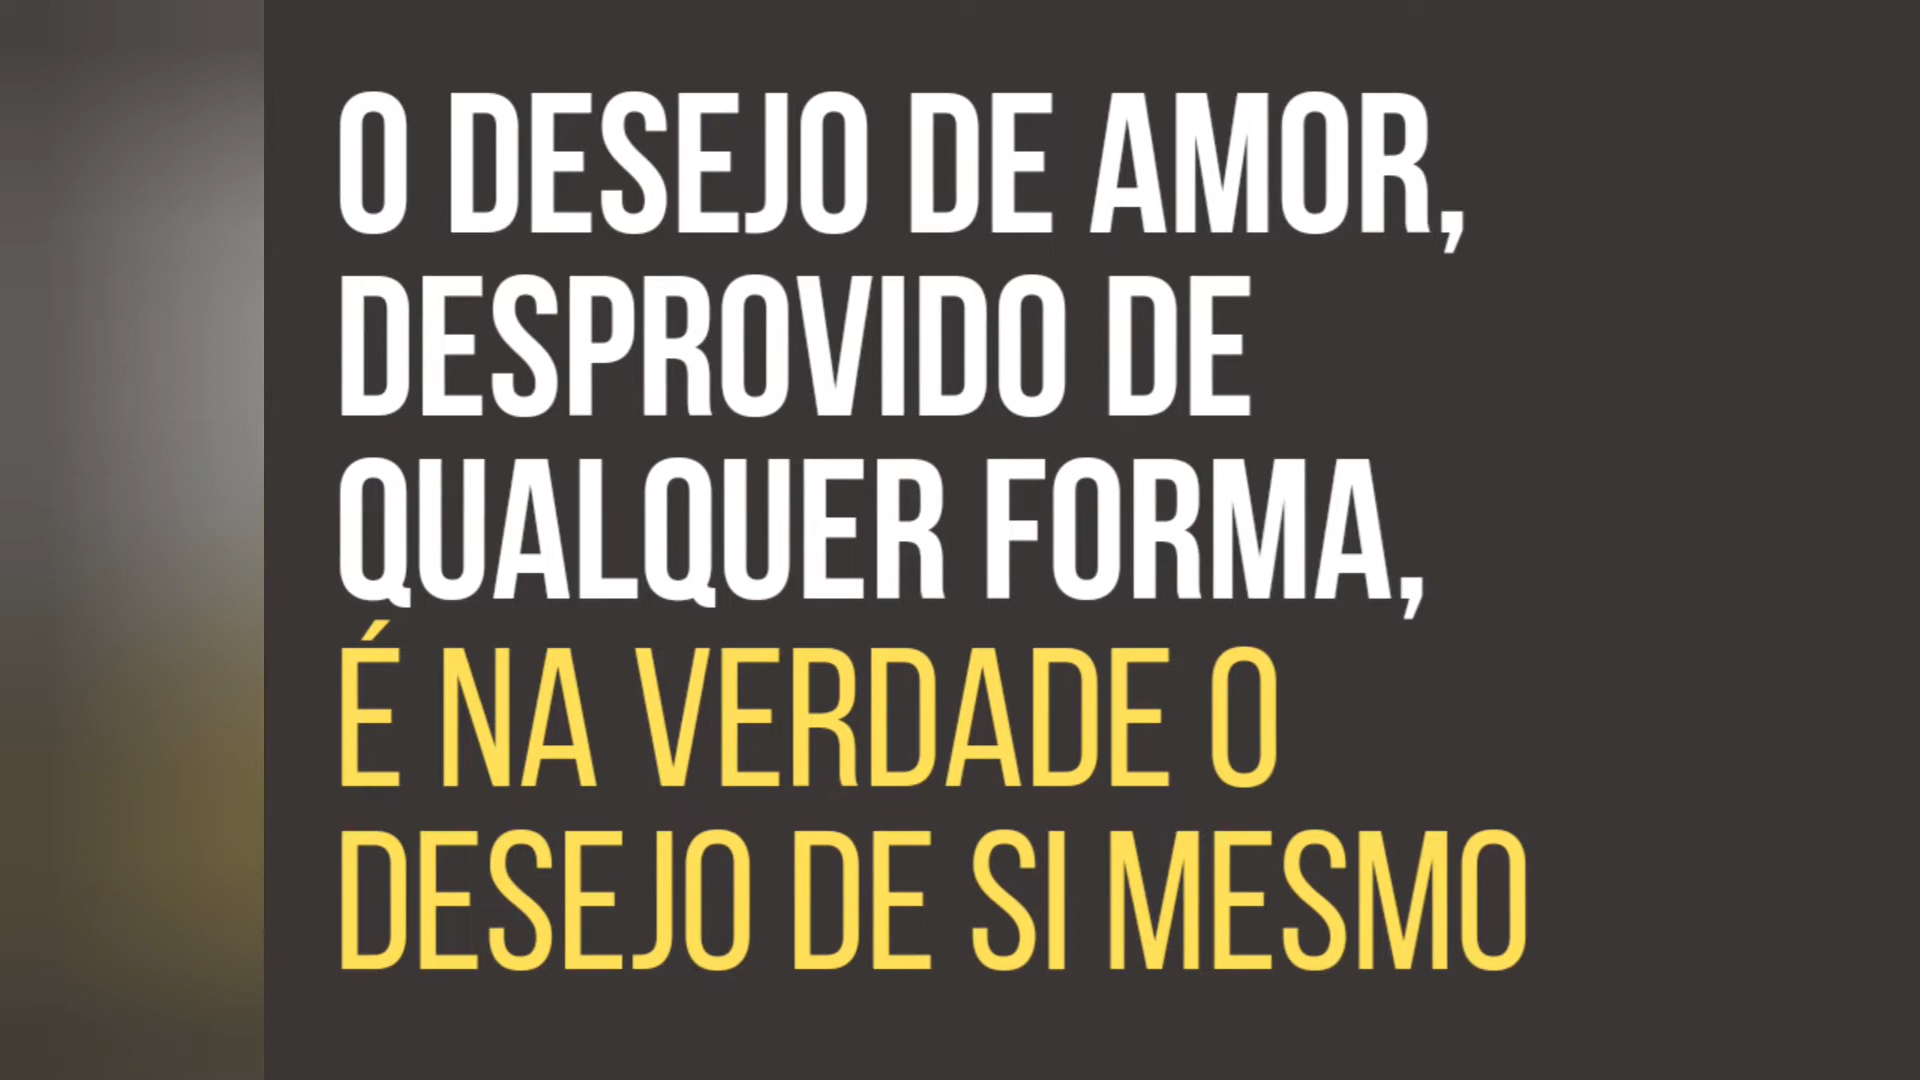 O DESEJO DE AMOR,
DESPROVIDO DE
QUALQUER FORMA,
É NA VERDADE O
DESEJO DE SI MESMO